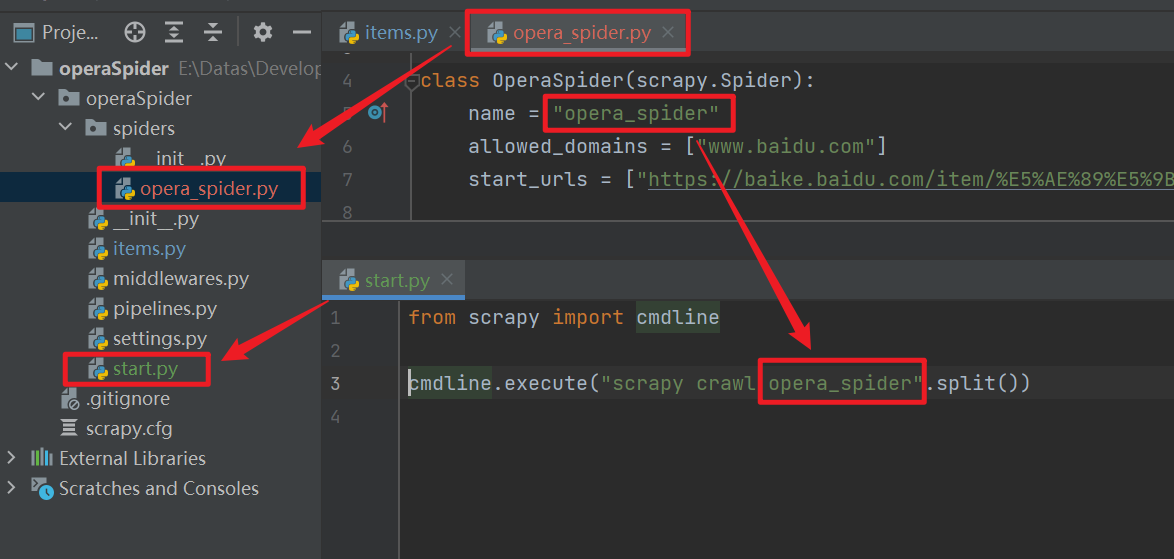 Proje...
operaSpider E:\Datas\Develop
operaSpider
spiders
__init__.py
opera_spider.py
__init__.py
items.py
middlewares.py
pipelines.py
settings.py
start.py
.gitignore
scrapy.cfg
External Libraries
Scratches and Consoles
items.py opera_spider.py
4 class OperaSpider(scrapy.Spider):
5 name = "opera_spider"
6 allowed_domains = ["www.baidu.com"]
7 start_urls = ["https://baike.baidu.com/item/%E5%AE%89%E5%9B
8
start.py
1 from scrapy import cmdline
2
3 cmdline.execute("scrapy crawl opera_spider".split())
4